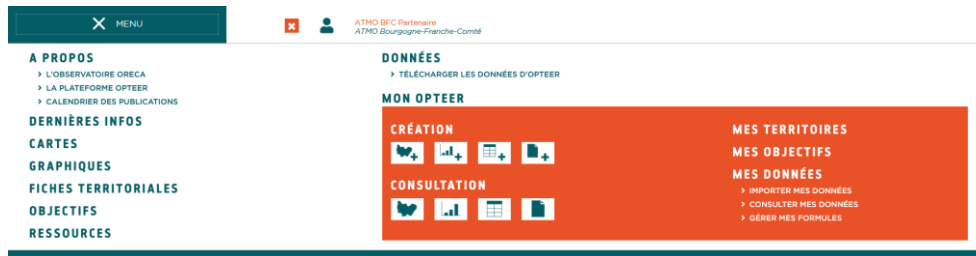 MENU
ATMO BFC Partenaire
ATMO Bourgogne-Franche-Comté
A PROPOS
> L'OBSERVATOIRE ORECA
> LA PLATEFORME OPTEER
> CALENDRIER DES PUBLICATIONS
DERNIÈRES INFOS
CARTES
GRAPHIQUES
FICHES TERRITORIALES
OBJECTIFS
RESSOURCES
DONNÉES
> TÉLÉCHARGER LES DONNÉES D'OPTEER
MON OPTEER
CRÉATION
CONSULTATION
MES TERRITOIRES
MES OBJECTIFS
MES DONNÉES
> IMPORTER MES DONNÉES
> CONSULTER MES DONNÉES
> GÉRER MES FORMULES